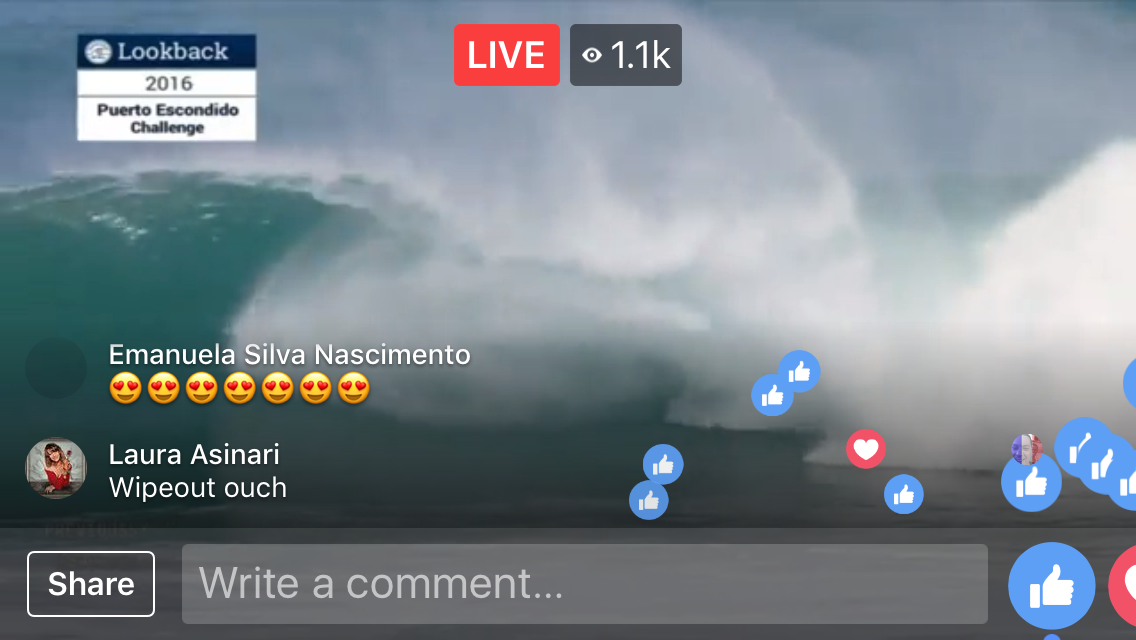 Lookback
2016
Puerto Escondido
Challenge
LIVE
1.1k
Emanuela Silva Nascimento
😍😍😍😍😍😍😍
Laura Asinari
Wipeout ouch
Share
Write a comment...